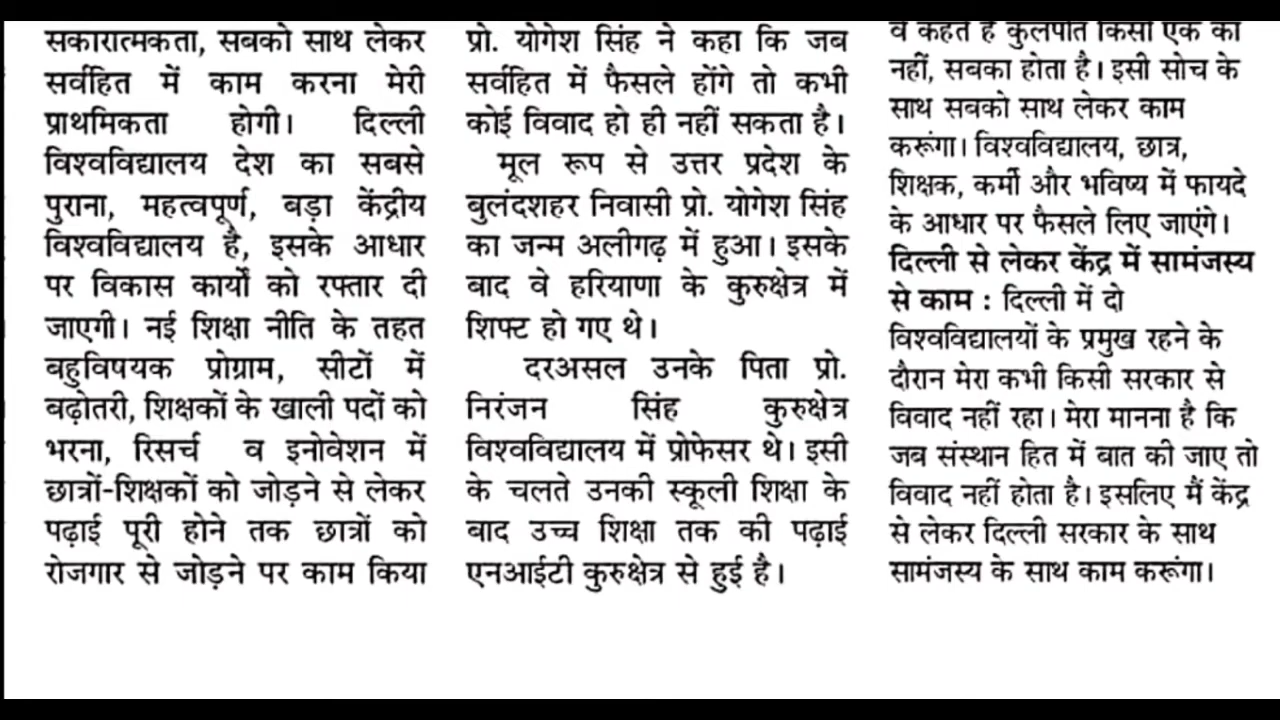 सकारात्मकता, सबको साथ लेकर
सर्वहित में काम करना मेरी
प्राथमिकता होगी। दिल्ली
विश्वविद्यालय देश का सबसे
पुराना, महत्वपूर्ण, बड़ा केंद्रीय
विश्वविद्यालय है, इसके आधार
पर विकास कार्यों को रफ्तार दी
जाएगी। नई शिक्षा नीति के तहत
बहुविषयक प्रोग्राम, सीटों में
बढ़ोतरी, शिक्षकों के खाली पदों को
भरना, रिसर्च व इनोवेशन में
छात्रों-शिक्षकों को जोड़ने से लेकर
पढ़ाई पूरी होने तक छात्रों को
रोजगार से जोड़ने पर काम किया
प्रो. योगेश सिंह ने कहा कि जब
सर्वहित में फैसले होंगे तो कभी
कोई विवाद हो ही नहीं सकता है।
मूल रूप से उत्तर प्रदेश के
बुलंदशहर निवासी प्रो. योगेश सिंह
का जन्म अलीगढ़ में हुआ। इसके
बाद वे हरियाणा के कुरुक्षेत्र में
शिफ्ट हो गए थे।
दरअसल उनके पिता प्रो.
निरंजन सिंह कुरुक्षेत्र
विश्वविद्यालय में प्रोफेसर थे। इसी
के चलते उनकी स्कूली शिक्षा के
बाद उच्च शिक्षा तक की पढ़ाई
एनआईटी कुरुक्षेत्र से हुई है।
वे कहते हैं कुलपति किसी एक का
नहीं, सबका होता है। इसी सोच के
साथ सबको साथ लेकर काम
करूंगा। विश्वविद्यालय, छात्र,
शिक्षक, कर्मी और भविष्य में फायदे
के आधार पर फैसले लिए जाएंगे।
दिल्ली से लेकर केंद्र में सामंजस्य
से काम : दिल्ली में दो
विश्वविद्यालयों के प्रमुख रहने के
दौरान मेरा कभी किसी सरकार से
विवाद नहीं रहा। मेरा मानना है कि
जब संस्थान हित में बात की जाए तो
विवाद नहीं होता है। इसलिए मैं केंद्र
से लेकर दिल्ली सरकार के साथ
सामंजस्य के साथ काम करूंगा।